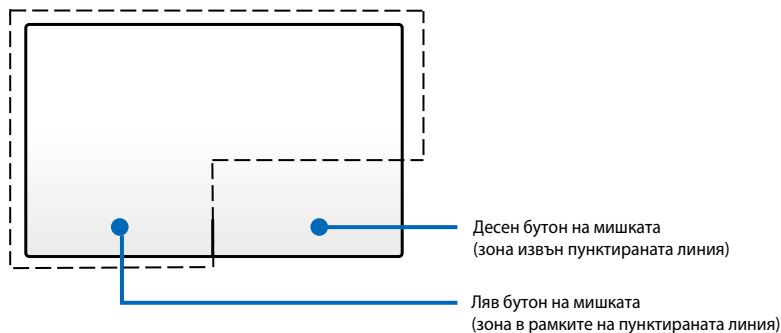 Десен бутон на мишката
(зона извън пунктираната линия)
Ляв бутон на мишката
(зона в рамките на пунктираната линия)